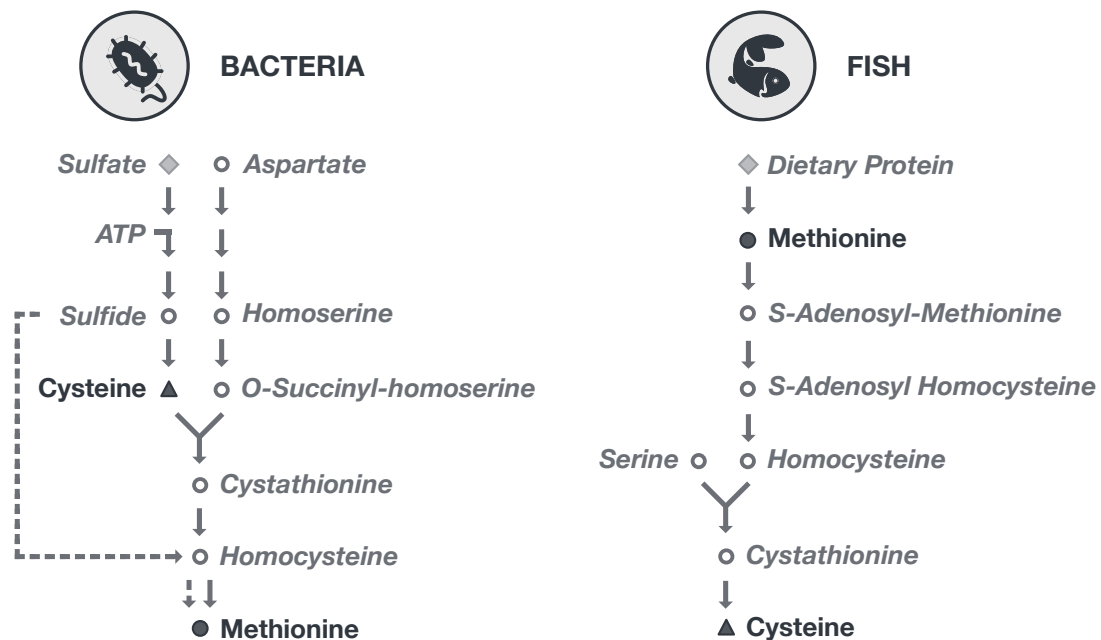 BACTERIA
Sulfate
Aspartate
ATP
Sulfide
Homoserine
Cysteine
O-Succinyl-homoserine
Cystathionine
Homocysteine
Methionine
FISH
Dietary Protein
Methionine
S-Adenosyl-Methionine
S-Adenosyl Homocysteine
Serine
Homocysteine
Cystathionine
Cysteine